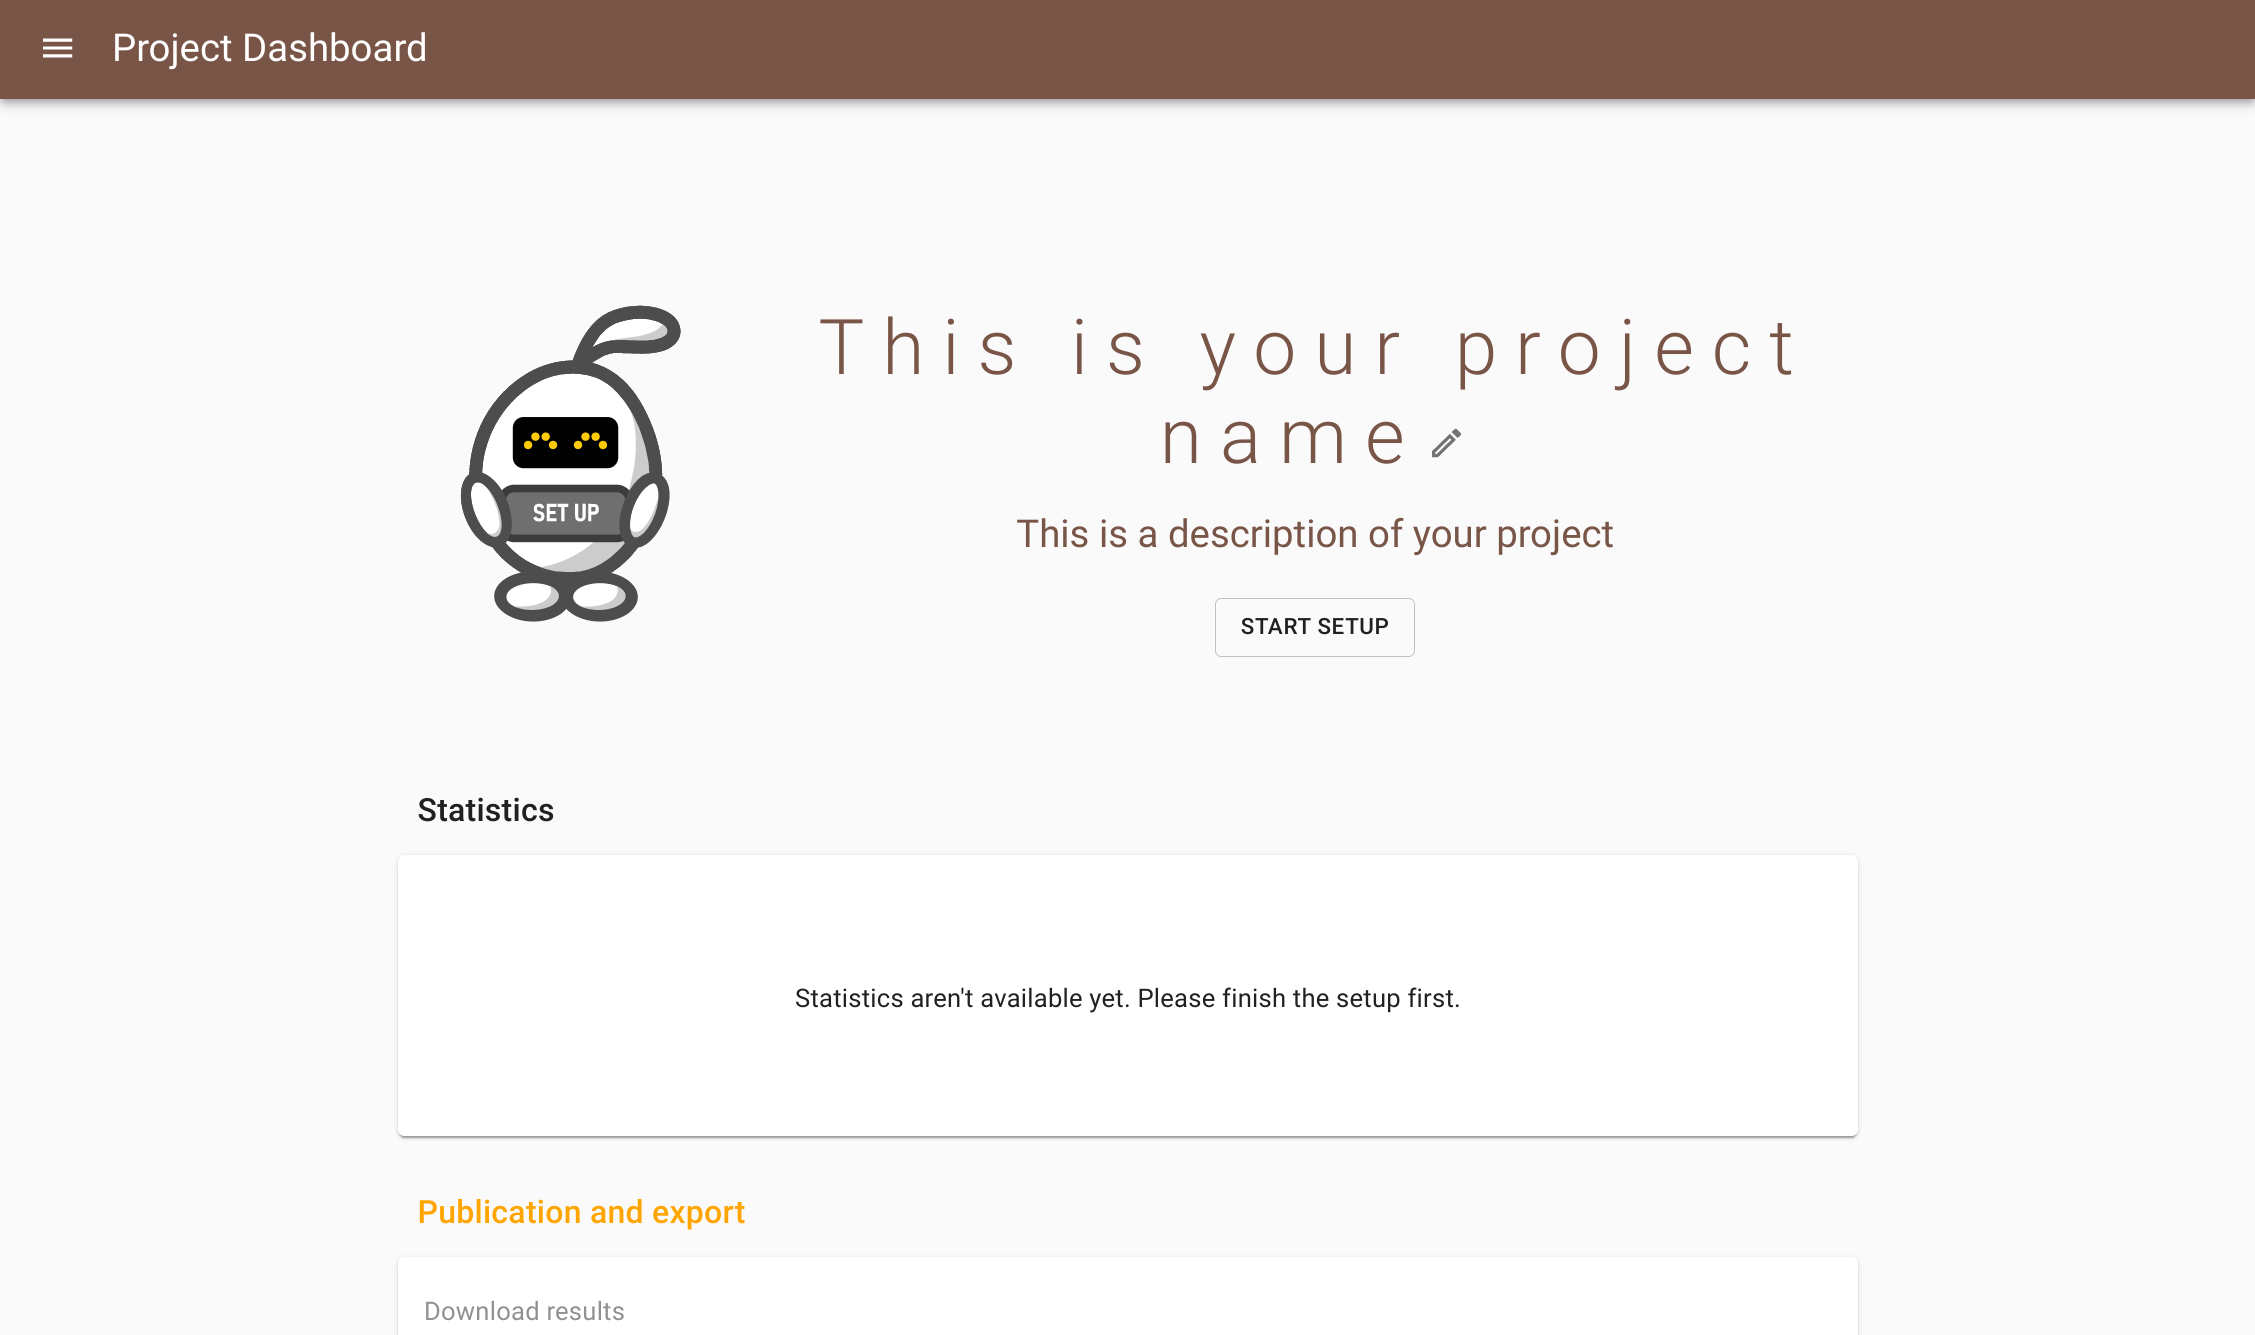 Project Dashboard
This is your project
name
This is a description of your project
SET UP
START SETUP
Statistics
Statistics aren't available yet. Please finish the setup first.
Publication and export
Download results